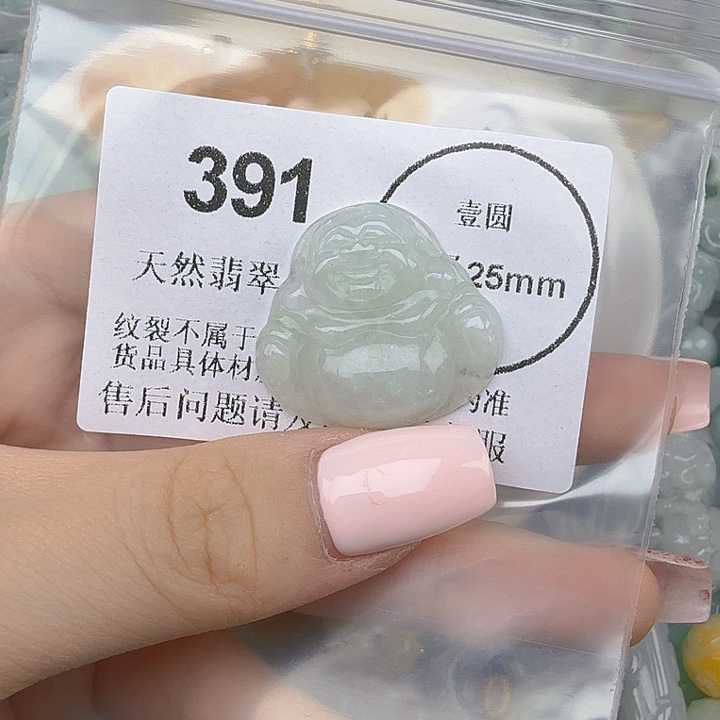 391
壹圆
天然翡翠 25mm
纹裂不属于
货品具体材
售后问题请 准
服